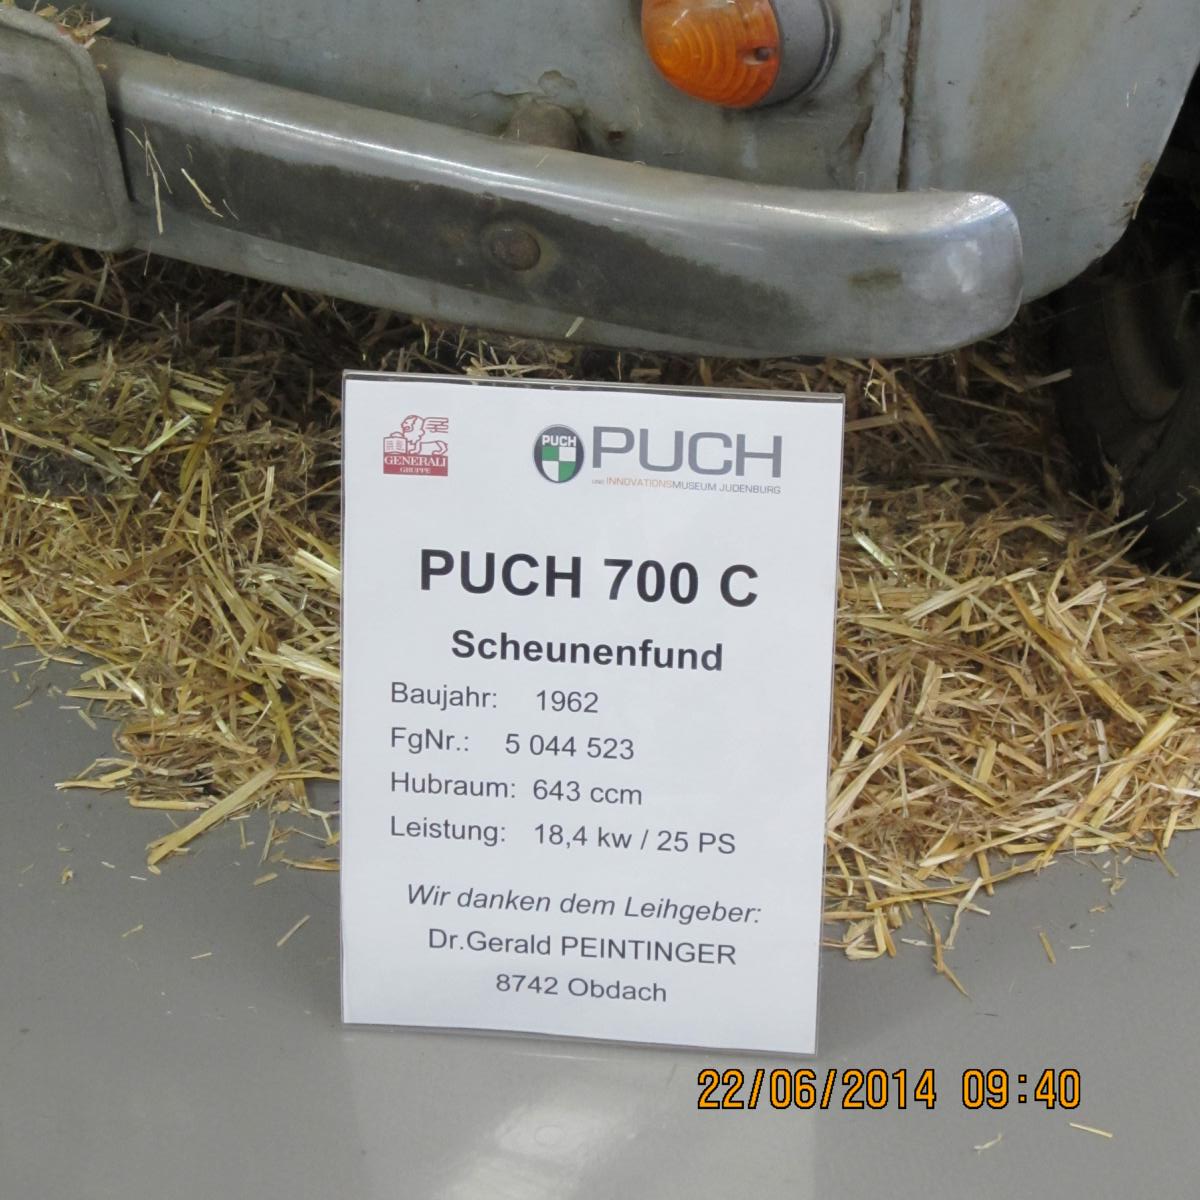 GENERALI
GRUPPE
PUCH
PUCH
UND INNOVATIONSMUSEUM JUDENBURG
PUCH 700 C
Scheunenfund
Baujahr: 1962
FgNr.: 5 044 523
Hubraum: 643 ccm
Leistung: 18,4 kw / 25 PS
Wir danken dem Leihgeber:
Dr.Gerald PEINTINGER
8742 Obdach
22/06/2014 09:40